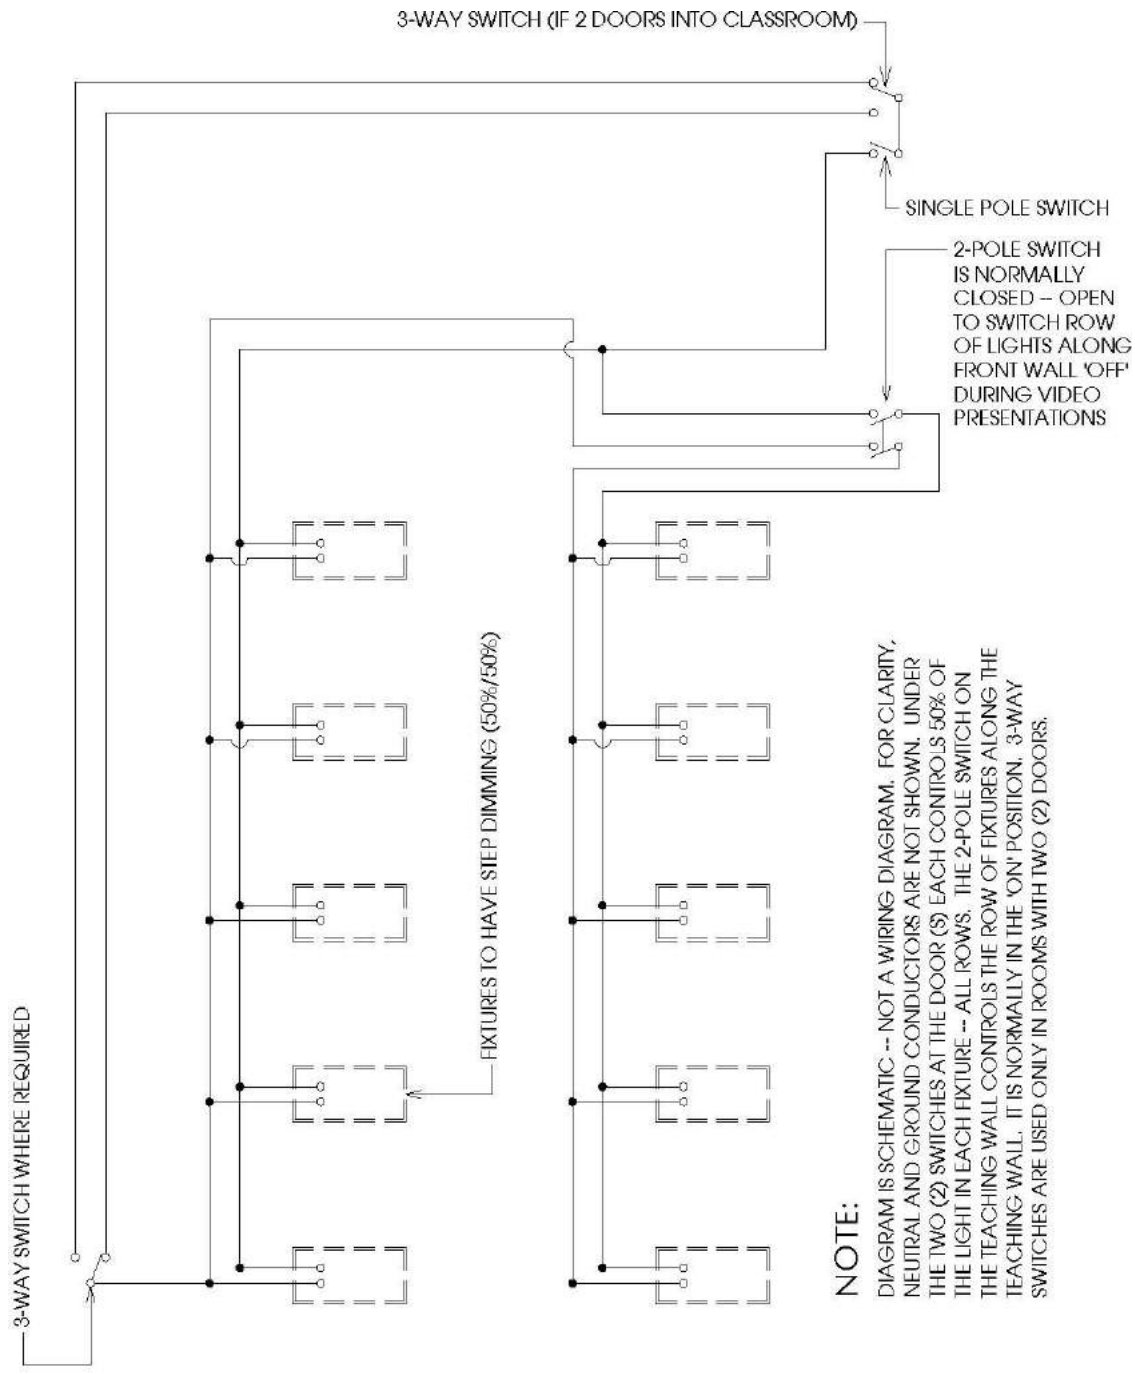 3-WAY SWITCH (IF 2 DOORS INTO CLASSROOM)
SINGLE POLE SWITCH
2-POLE SWITCH
IS NORMALLY
CLOSED -- OPEN
TO SWITCH ROW
OF LIGHTS ALONG
FRONT WALL 'OFF'
DURING VIDEO
PRESENTATIONS
FIXTURES TO HAVE STEP DIMMING (50%/50%)
3-WAY SWITCH WHERE REQUIRED
NOTE:
DIAGRAM IS SCHEMATIC -- NOT A WIRING DIAGRAM. FOR CLARITY,
NEUTRAL AND GROUND CONDUCTORS ARE NOT SHOWN. UNDER
THE TWO (2) SWITCHES AT THE DOOR (S) EACH CONTROLS 50% OF
THE LIGHT IN EACH FIXTURE -- ALL ROWS. THE 2-POLE SWITCH ON
THE TEACHING WALL CONTROLS THE ROW OF FIXTURES ALONG THE
TEACHING WALL. IT IS NORMALLY IN THE 'ON' POSITION. 3-WAY
SWITCHES ARE USED ONLY IN ROOMS WITH TWO (2) DOORS.